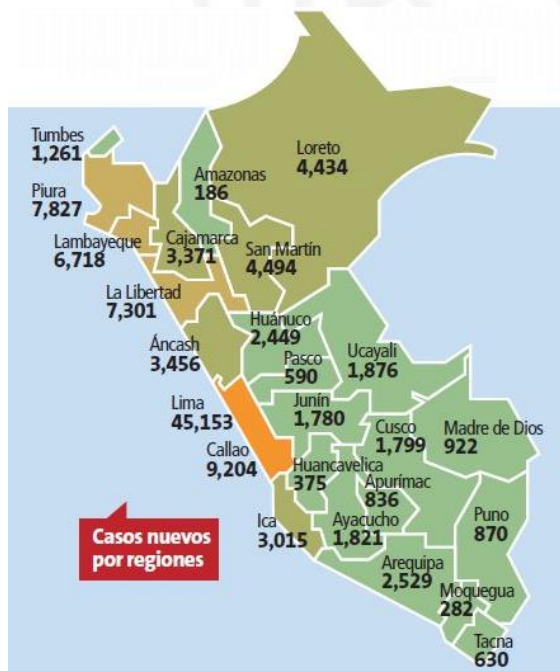 Tumbes
1,261
Piura
7,827
Lambayeque
6,718
La Libertad
7,301
Áncash
3,456
Lima
45,153
Callao
9,204
Ica
3,015
Amazonas
186
Cajamarca
3,371
San Martín
4,494
Loreto
4,434
Huánuco
2,449
Pasco
590
Ucayali
1,876
Junín
1,780
Huancavelica
375
Cusco
1,799
Madre de Dios
922
Apurímac
836
Ayacucho
1,821
Puno
870
Arequipa
2,529
Moquegua
282
Tacna
630
Casos nuevos
por regiones